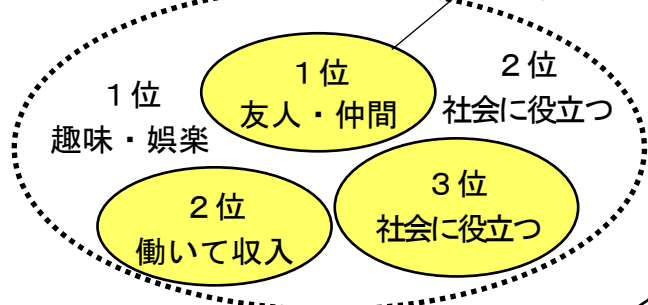 1位
友人・仲間
2位
社会に役立つ
1位
趣味・娯楽
3位
社会に役立つ
2位
働いて収入